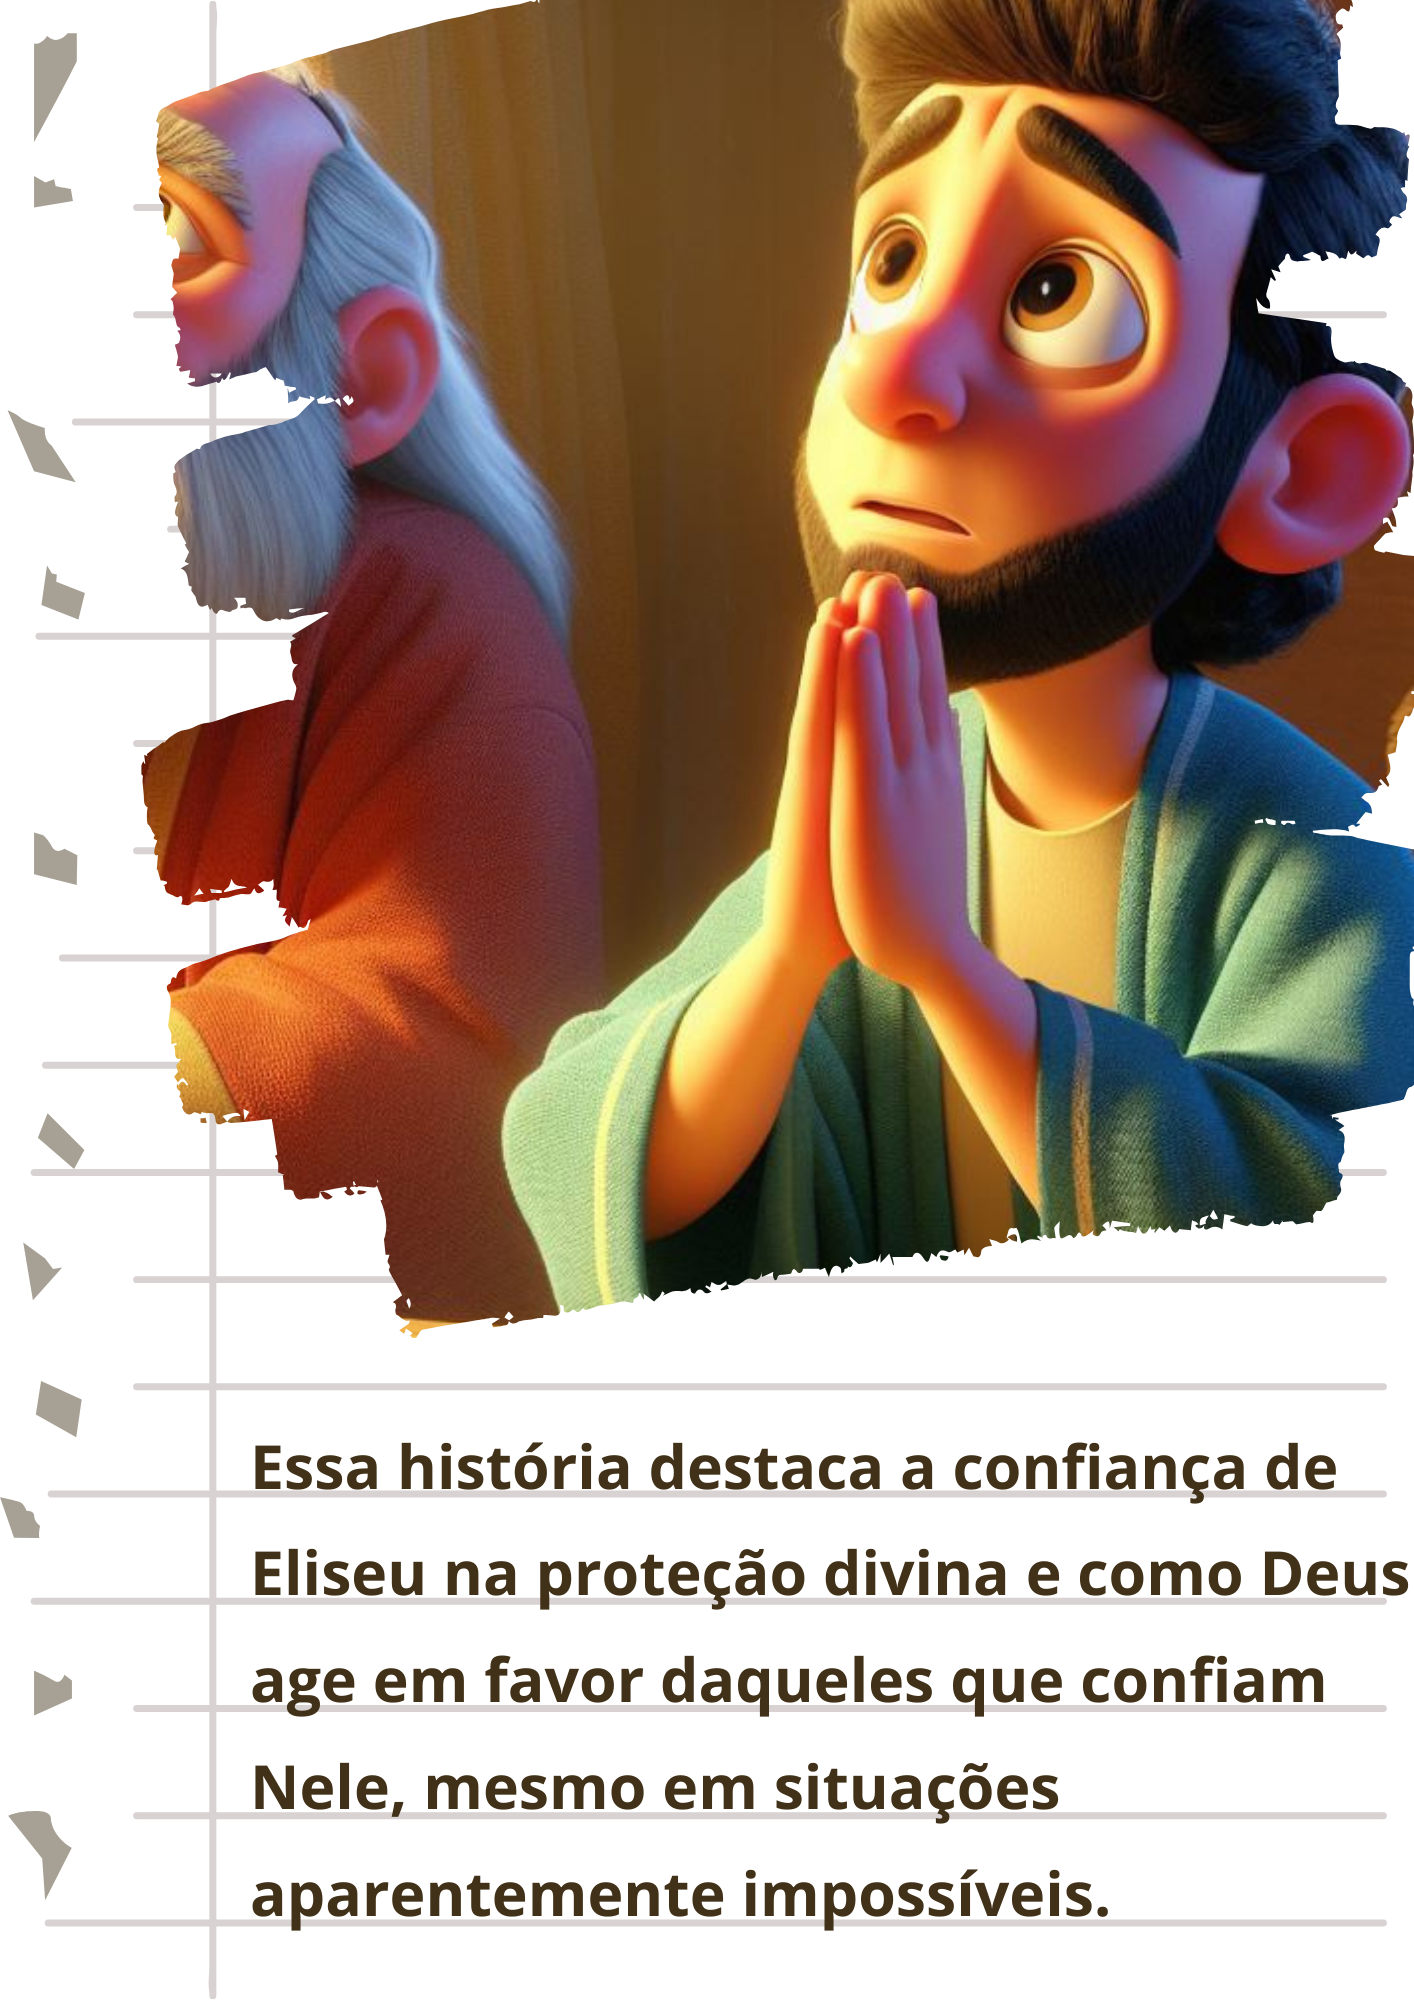 Essa história destaca a confiança de
Eliseu na proteção divina e como Deus
age em favor daqueles que confiam
Nele, mesmo em situações
aparentemente impossíveis.